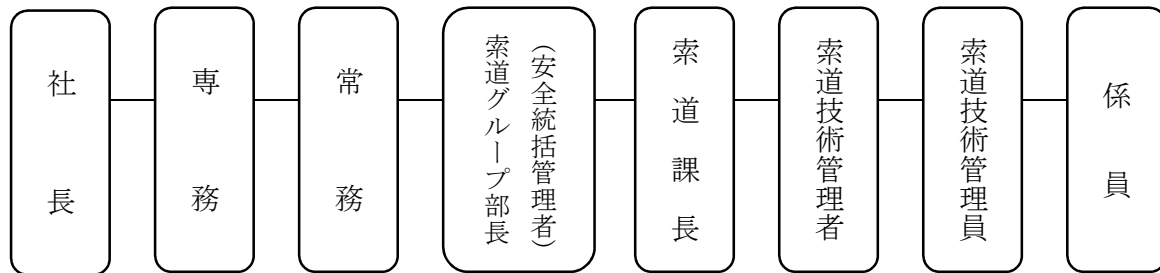 社長
専務
常務
索道グループ部長
（安全統括管理者）
索道課長
索道技術管理者
索道技術管理員
係員